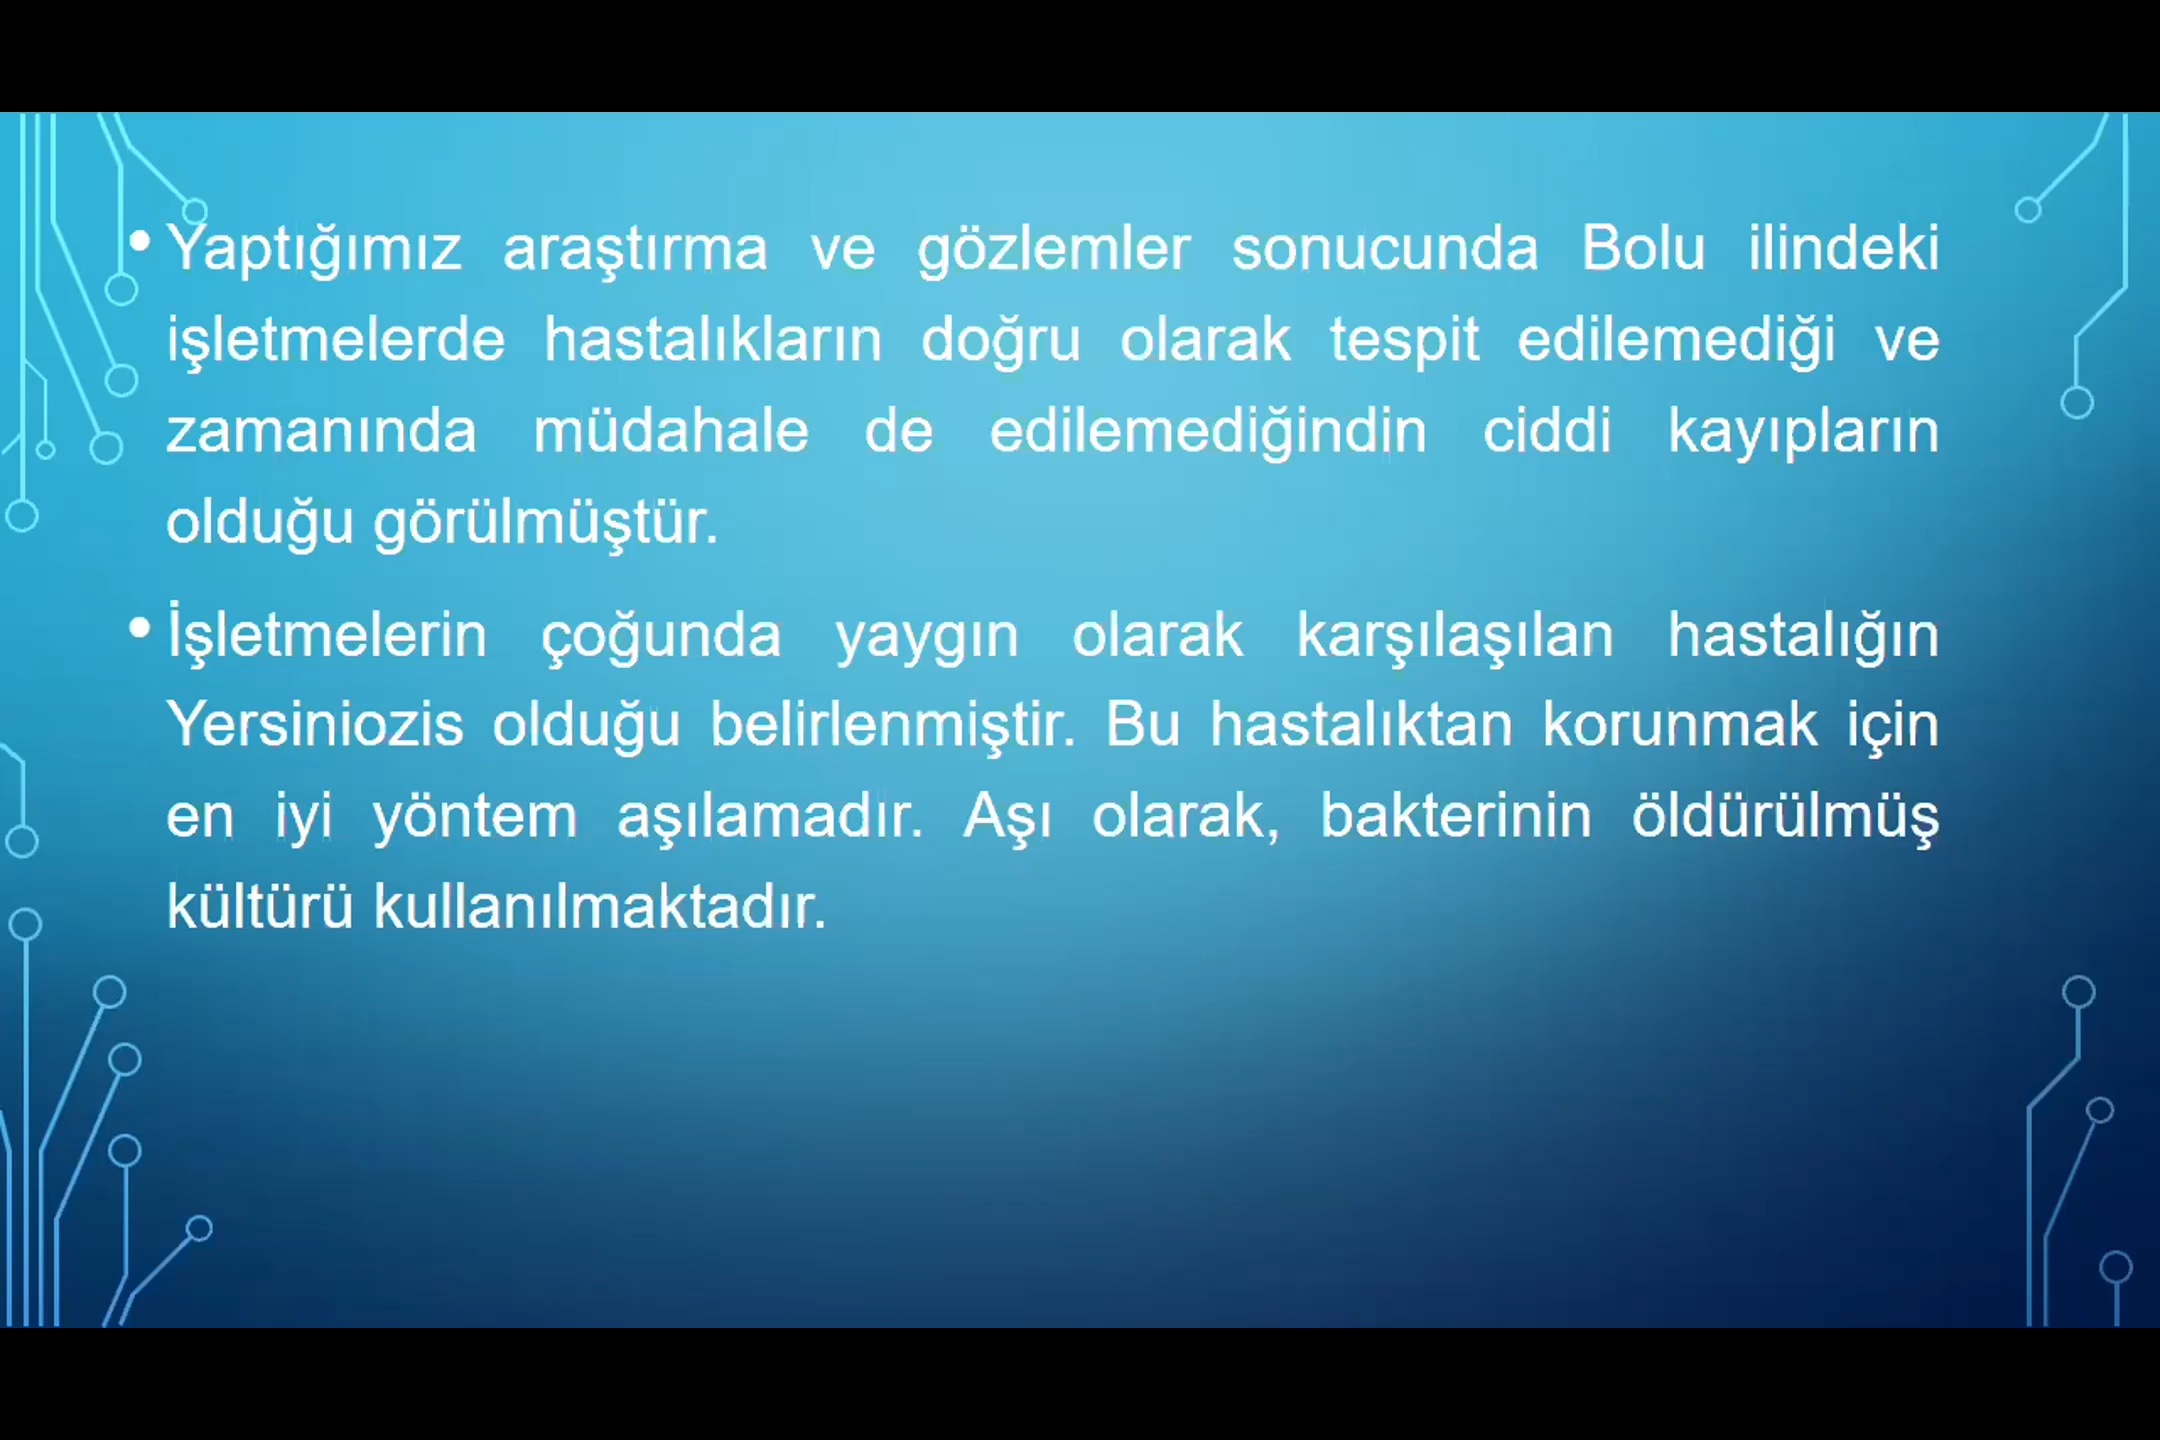 • Yaptığımız araştırma ve gözlemler sonucunda Bolu ilindeki
işletmelerde hastalıkların doğru olarak tespit edilemediği ve
zamanında müdahale de edilemediğindin ciddi kayıpların
olduğu görülmüştür.
• İşletmelerin çoğunda yaygın olarak karşılaşılan hastalığın
Yersiniozis olduğu belirlenmiştir. Bu hastalıktan korunmak için
en iyi yöntem aşılamadır. Aşı olarak, bakterinin öldürülmüş
kültürü kullanılmaktadır.